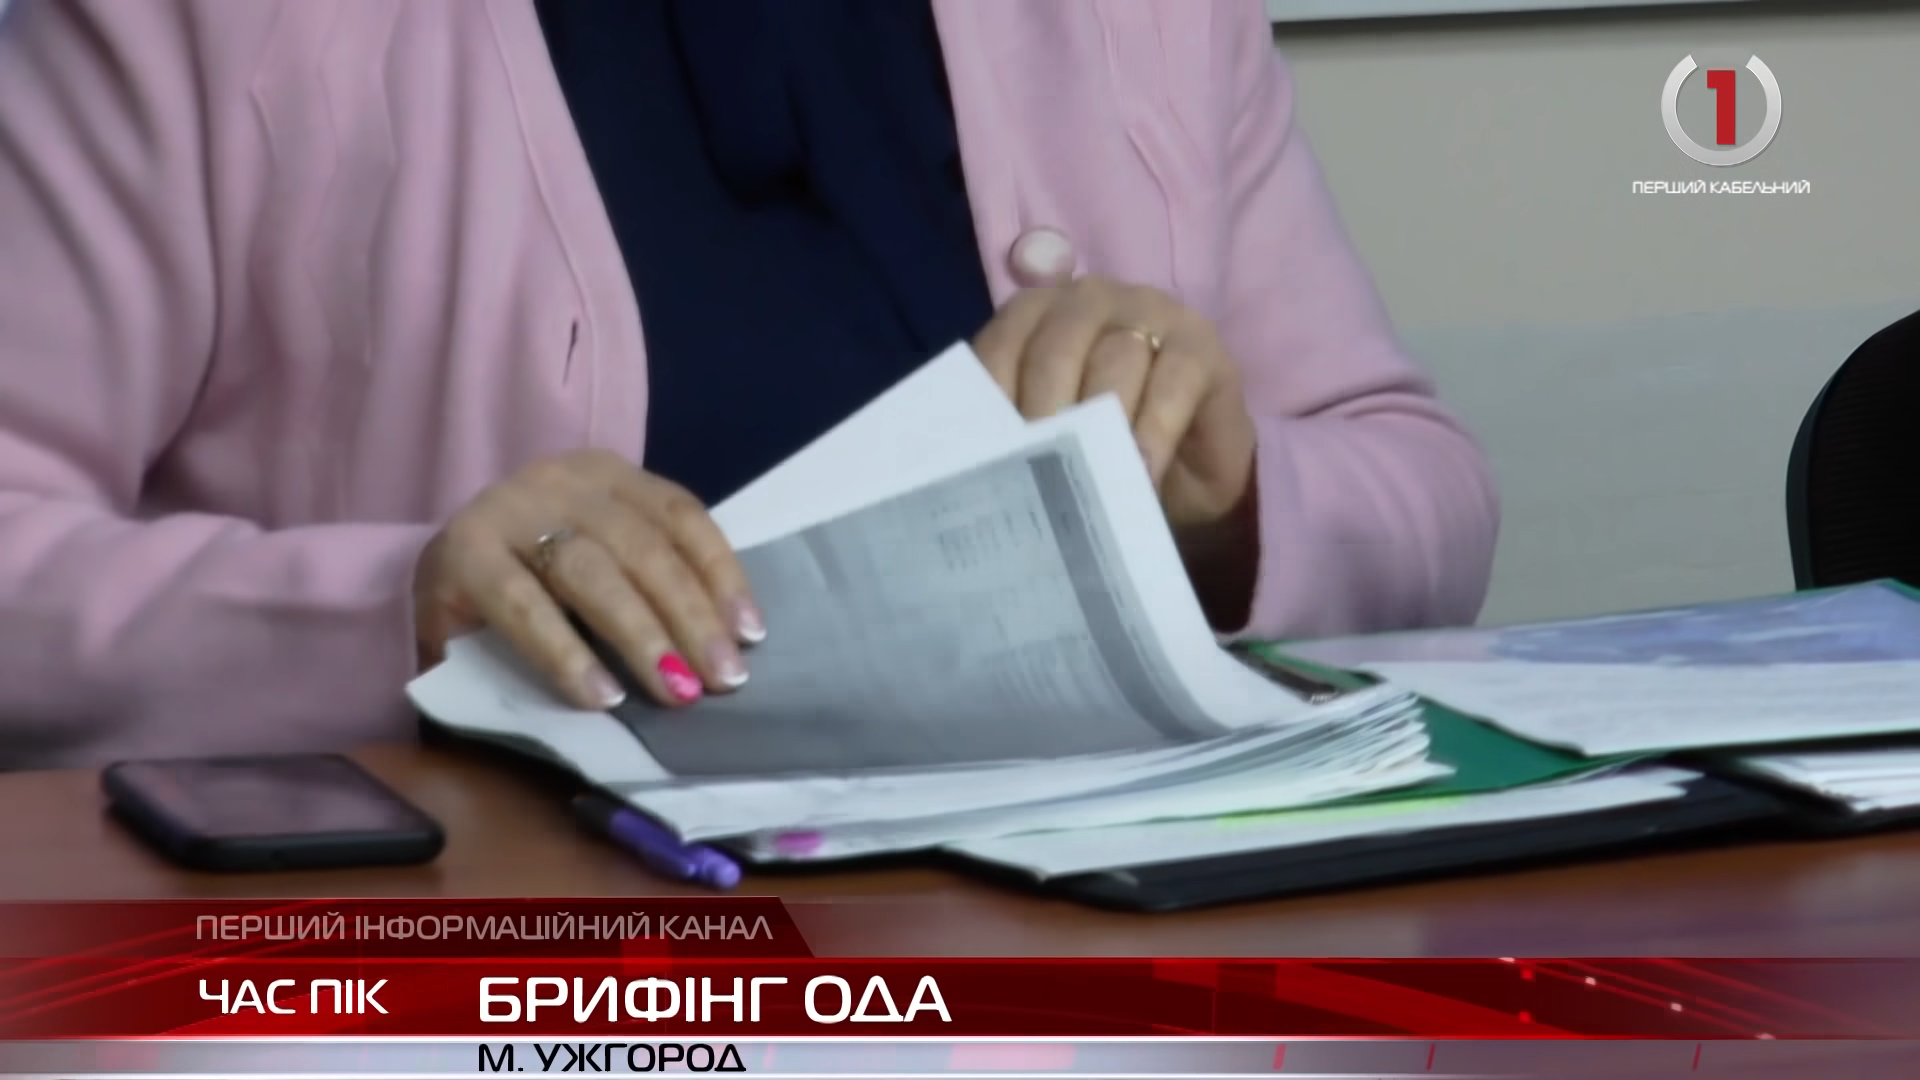 1
ПЕРШИЙ КАБЕЛЬНИЙ
ПЕРШИЙ ІНФОРМАЦІЙНИЙ КАНАЛ
ЧАС ПІК
БРИФІНГ ОДА
М. УЖГОРОД